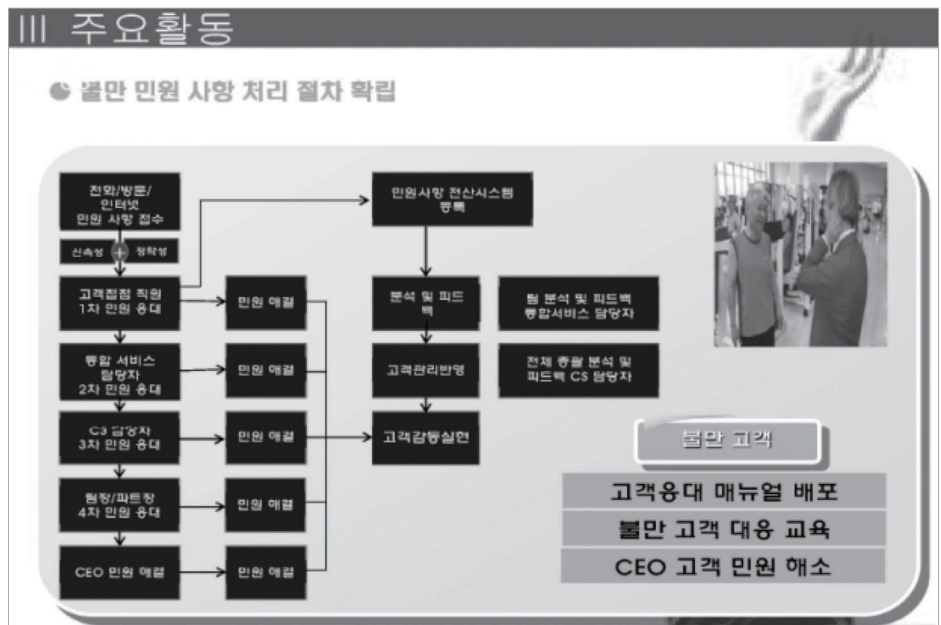 III 주요활동
불만 민원 사항 처리 절차 확립
전화/방문/
인터넷
민원 사항 접수
신속성 + 정확성
고객접점 직원
1차 민원 응대
통합 서비스
담당자
2차 민원 응대
CS 담당자
3차 민원 응대
팀장/파트장
4차 민원 응대
CEO 민원 해결
민원 해결
민원 해결
민원 해결
민원 해결
민원 해결
민원사항 전산시스템
등록
분석 및 피드
백
고객관리반영
고객감동실현
팀 분석 및 피드백
통합서비스 담당자
전체 총괄 분석 및
피드백 CS 담당자
불만 고객
고객응대 매뉴얼 배포
불만 고객 대응 교육
CEO 고객 민원 해소